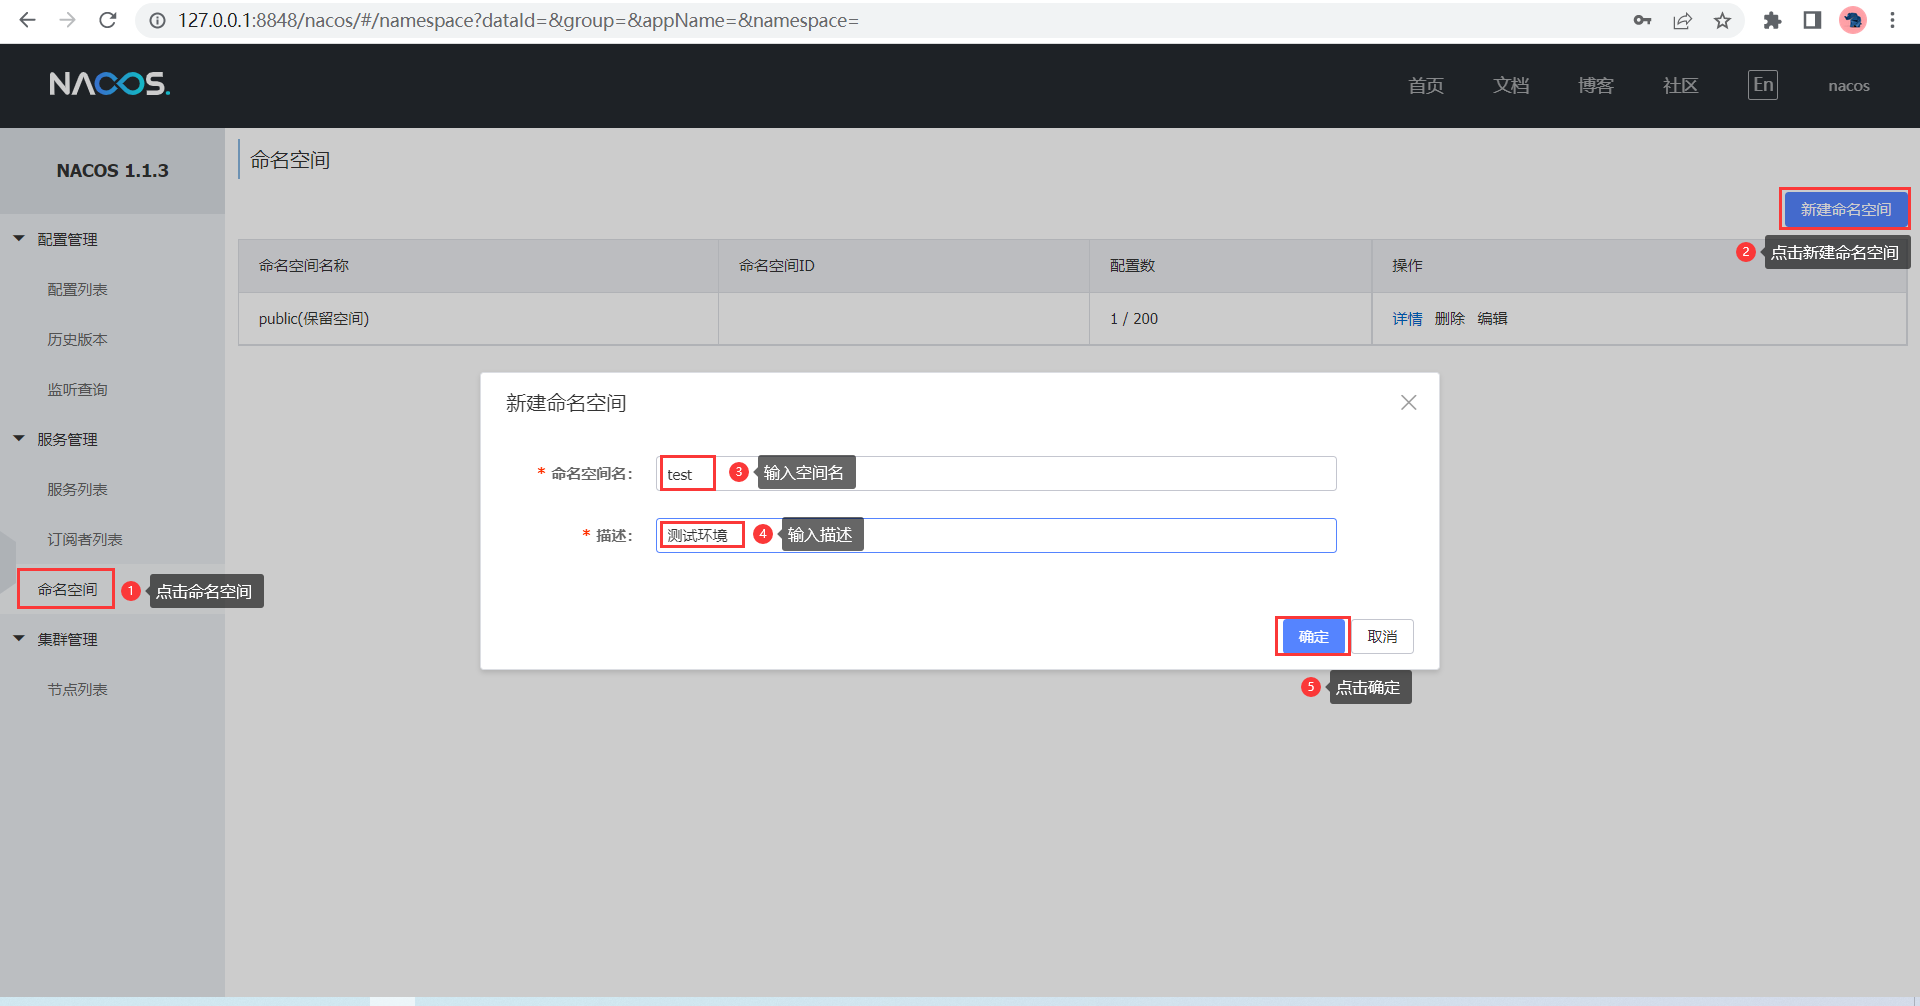 127.0.0.1:8848/nacos/#/namespace?dataId=&group=&appName=&namespace=
NACOS.
首页
文档
博客
社区
En
nacos
NACOS 1.1.3
配置管理
配置列表
历史版本
监听查询
服务管理
服务列表
订阅者列表
命名空间
1 点击命名空间
集群管理
节点列表
命名空间
新建命名空间
2 点击新建命名空间
命名空间名称 命名空间ID 配置数 操作
public(保留空间) 1 / 200 详情 删除 编辑
新建命名空间
* 命名空间名: test 3 输入空间名
* 描述: 测试环境 4 输入描述
确定 取消
5 点击确定